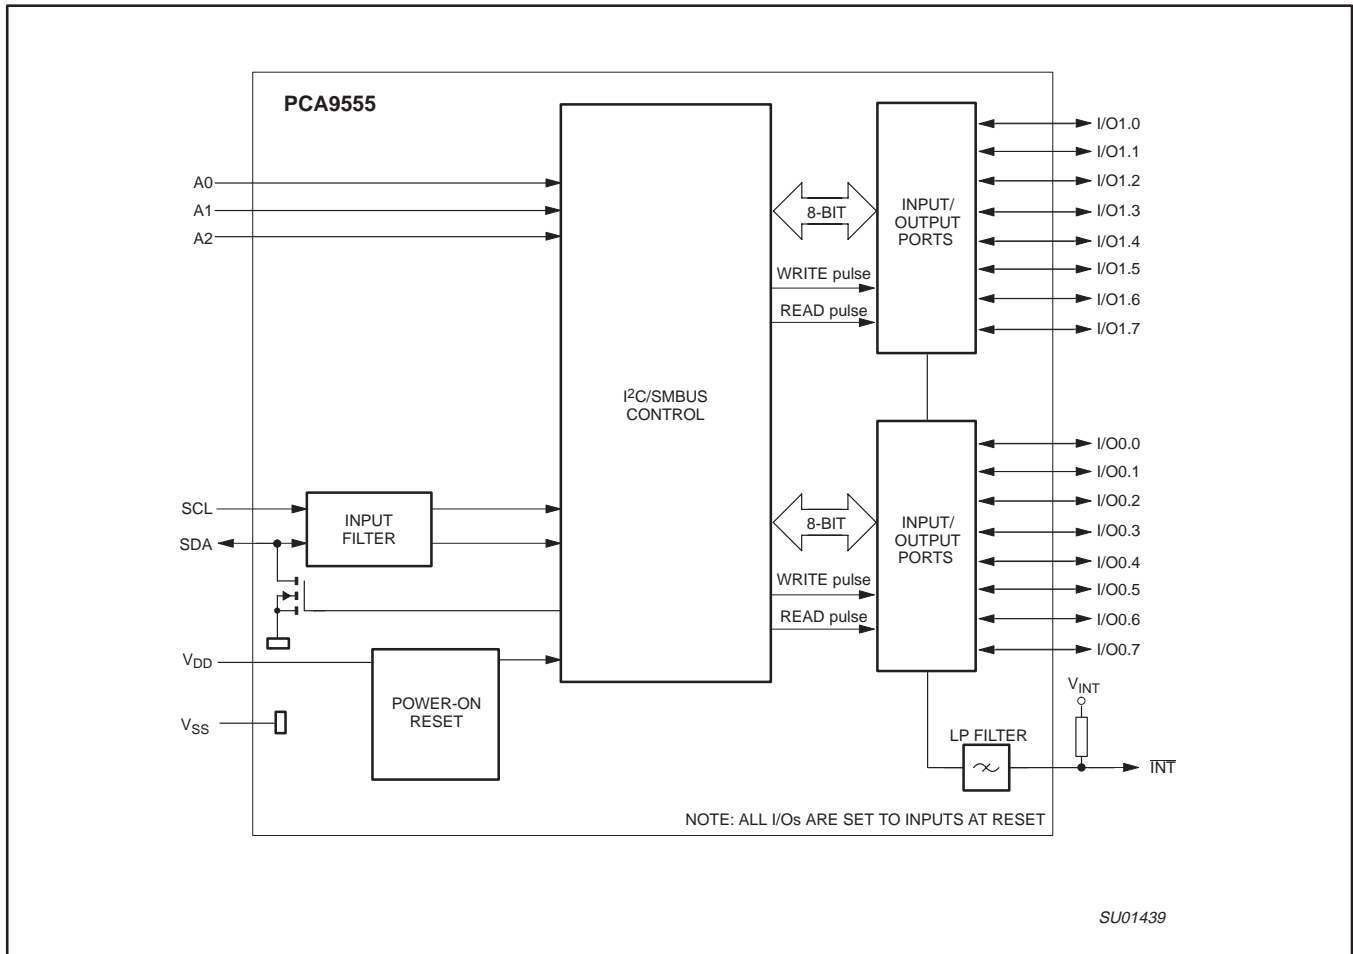 PCA9555
A0
A1
A2
SCL
SDA
VDD
VSS
INPUT
FILTER
POWER-ON
RESET
I2C/SMBUS
CONTROL
8-BIT
WRITE pulse
READ pulse
INPUT/
OUTPUT
PORTS
I/O1.0
I/O1.1
I/O1.2
I/O1.3
I/O1.4
I/O1.5
I/O1.6
I/O1.7
8-BIT
WRITE pulse
READ pulse
INPUT/
OUTPUT
PORTS
I/O0.0
I/O0.1
I/O0.2
I/O0.3
I/O0.4
I/O0.5
I/O0.6
I/O0.7
VINT
LP FILTER
INT
NOTE: ALL I/Os ARE SET TO INPUTS AT RESET
SU01439